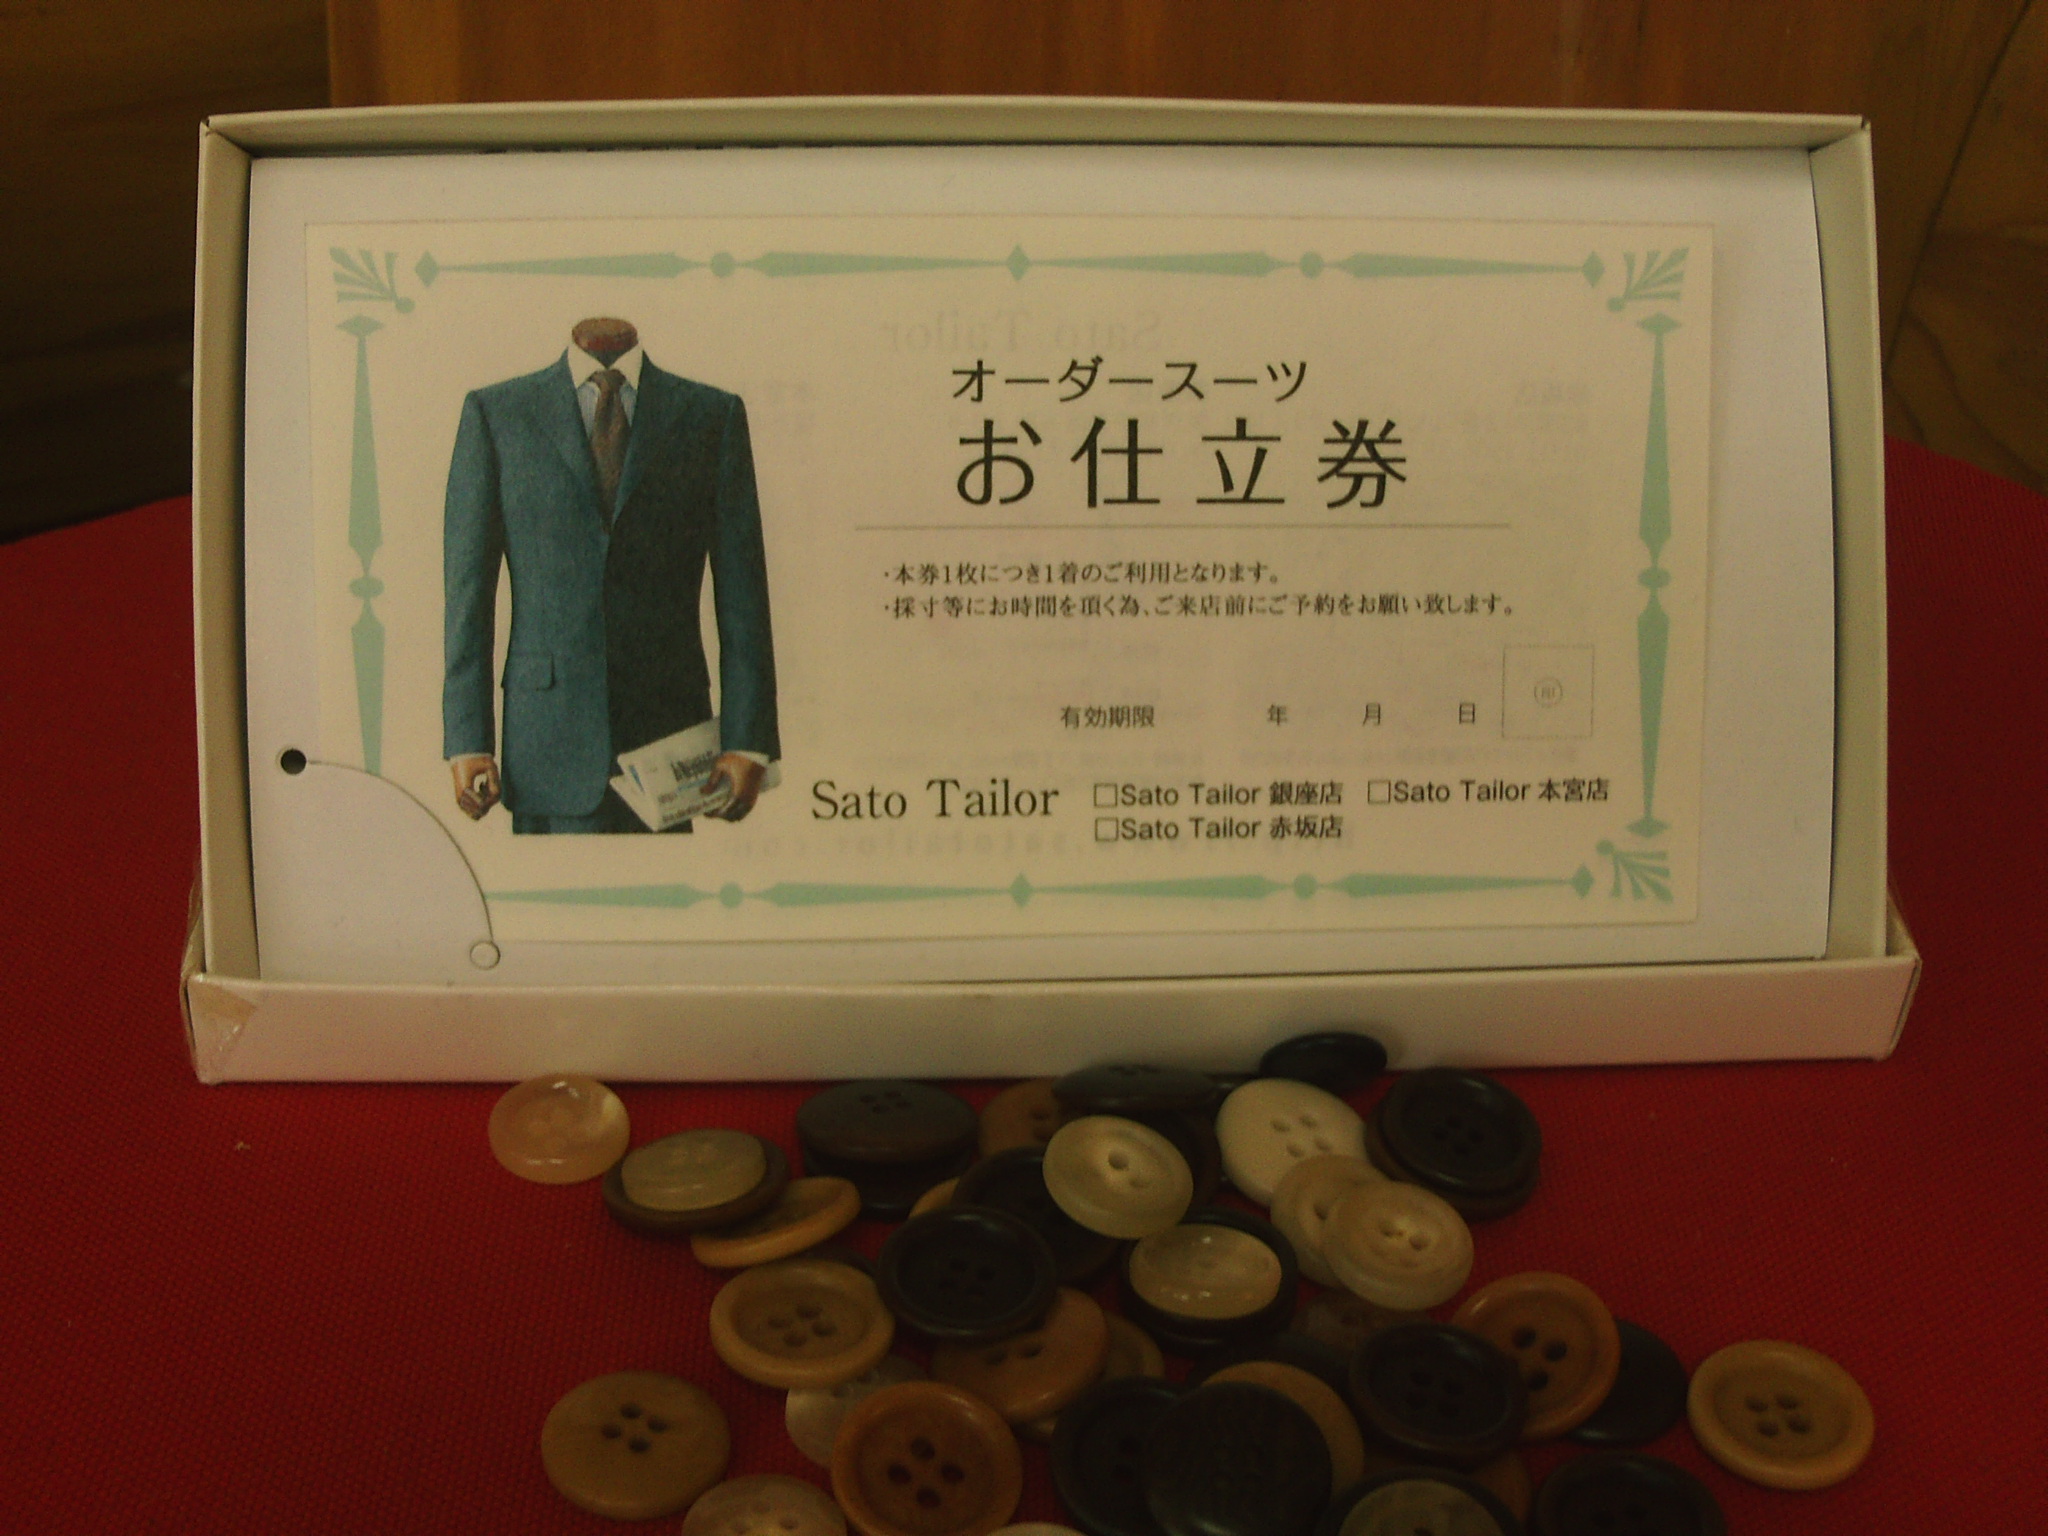 オーダースーツ
お仕立券
・本券1枚につき1着のご利用となります。
・採寸等にお時間を頂く為、ご来店前にご予約をお願い致します。
有効期限 年 月 日 印
Sato Tailor
□Sato Tailor 銀座店 □Sato Tailor 本宮店
□Sato Tailor 赤坂店